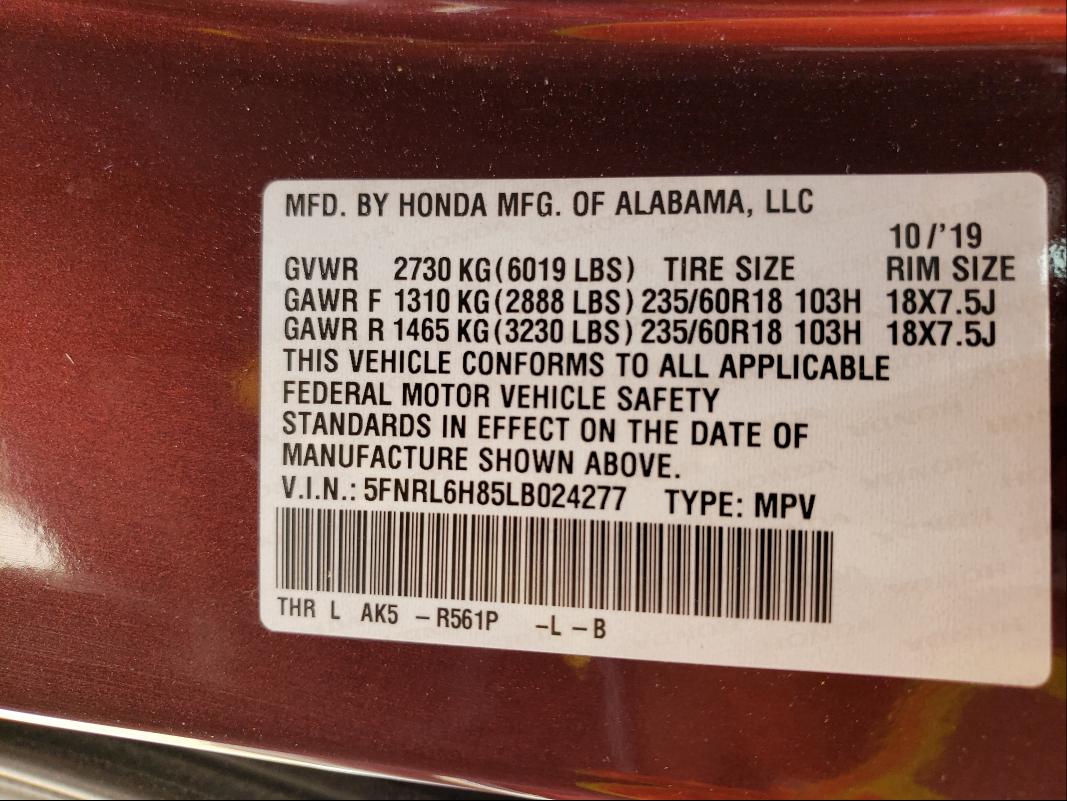 MFD. BY HONDA MFG. OF ALABAMA, LLC
10/'19
GVWR 2730 KG(6019 LBS) TIRE SIZE RIM SIZE
GAWR F 1310 KG(2888 LBS) 235/60R18 103H 18X7.5J
GAWR R 1465 KG(3230 LBS) 235/60R18 103H 18X7.5J
THIS VEHICLE CONFORMS TO ALL APPLICABLE
FEDERAL MOTOR VEHICLE SAFETY
STANDARDS IN EFFECT ON THE DATE OF
MANUFACTURE SHOWN ABOVE.
V.I.N.: 5FNRL6H85LB024277 TYPE: MPV
THR L AK5 -R561P -L -B